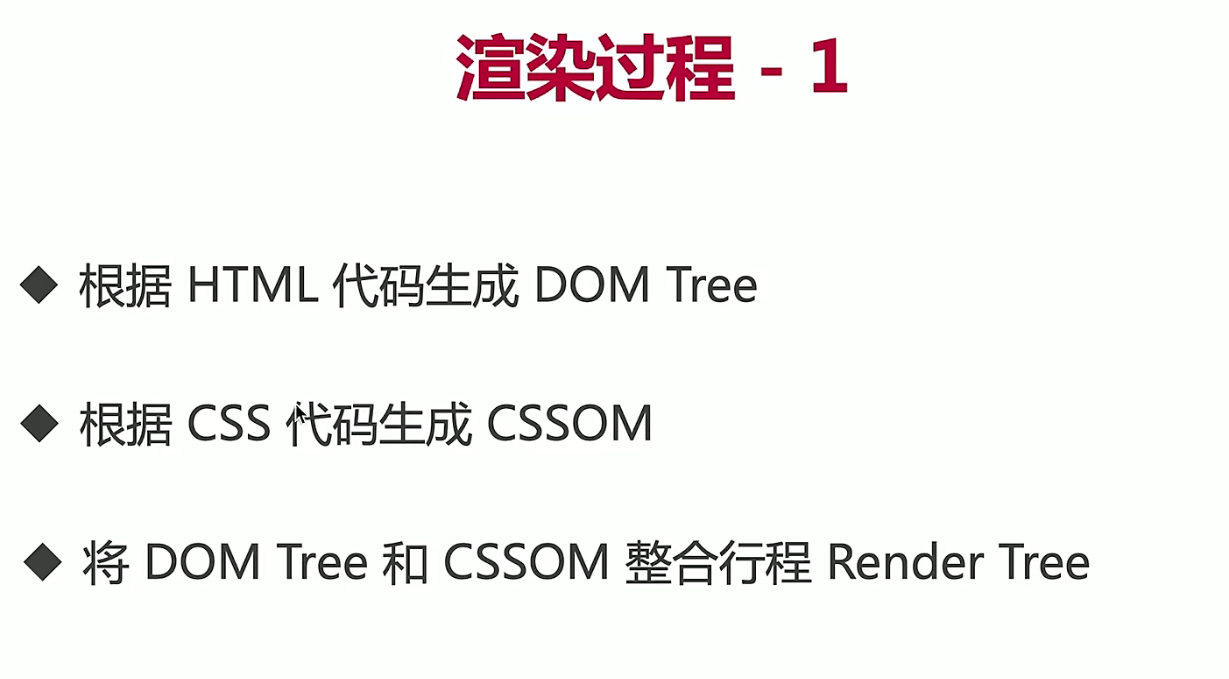 渲染过程 - 1
◆ 根据 HTML 代码生成 DOM Tree
◆ 根据 CSS 代码生成 CSSOM
◆ 将 DOM Tree 和 CSSOM 整合行程 Render Tree